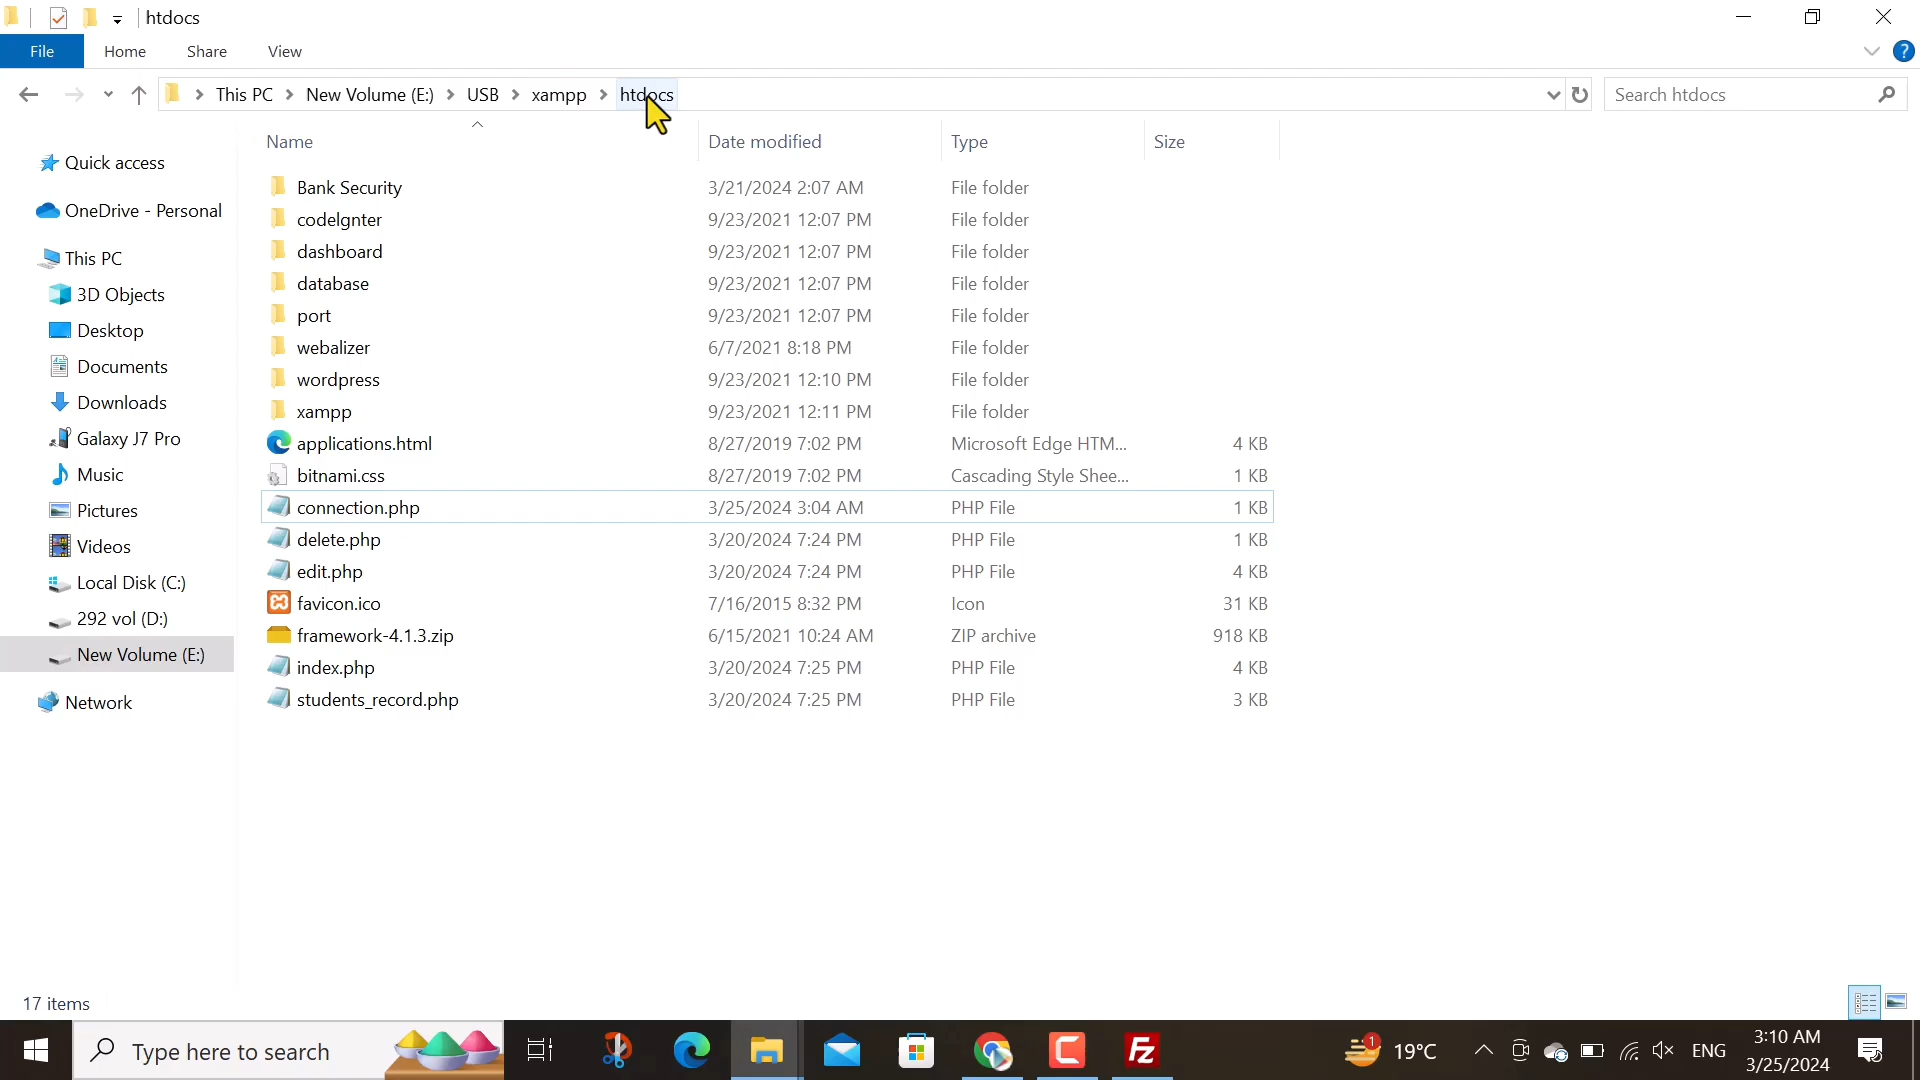 htdocs
File Home Share View
This PC New Volume (E:) USB xampp htdocs Search htdocs
Name Date modified Type Size
Quick access
OneDrive - Personal
This PC
3D Objects
Desktop
Documents
Downloads
Galaxy J7 Pro
Music
Pictures
Videos
Local Disk (C:)
292 vol (D:)
New Volume (E:)
Network
Bank Security 3/21/2024 2:07 AM File folder
codeIgnter 9/23/2021 12:07 PM File folder
dashboard 9/23/2021 12:07 PM File folder
database 9/23/2021 12:07 PM File folder
port 9/23/2021 12:07 PM File folder
webalizer 6/7/2021 8:18 PM File folder
wordpress 9/23/2021 12:10 PM File folder
xampp 9/23/2021 12:11 PM File folder
applications.html 8/27/2019 7:02 PM Microsoft Edge HTM... 4 KB
bitnami.css 8/27/2019 7:02 PM Cascading Style Shee... 1 KB
connection.php 3/25/2024 3:04 AM PHP File 1 KB
delete.php 3/20/2024 7:24 PM PHP File 1 KB
edit.php 3/20/2024 7:24 PM PHP File 4 KB
favicon.ico 7/16/2015 8:32 PM Icon 31 KB
framework-4.1.3.zip 6/15/2021 10:24 AM ZIP archive 918 KB
index.php 3/20/2024 7:25 PM PHP File 4 KB
students_record.php 3/20/2024 7:25 PM PHP File 3 KB
17 items
Type here to search 1 19°C ENG 3:10 AM
3/25/2024